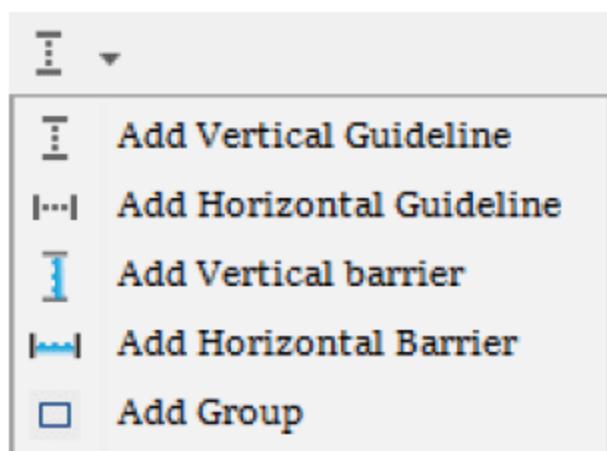 Add Vertical Guideline
Add Horizontal Guideline
Add Vertical barrier
Add Horizontal Barrier
Add Group